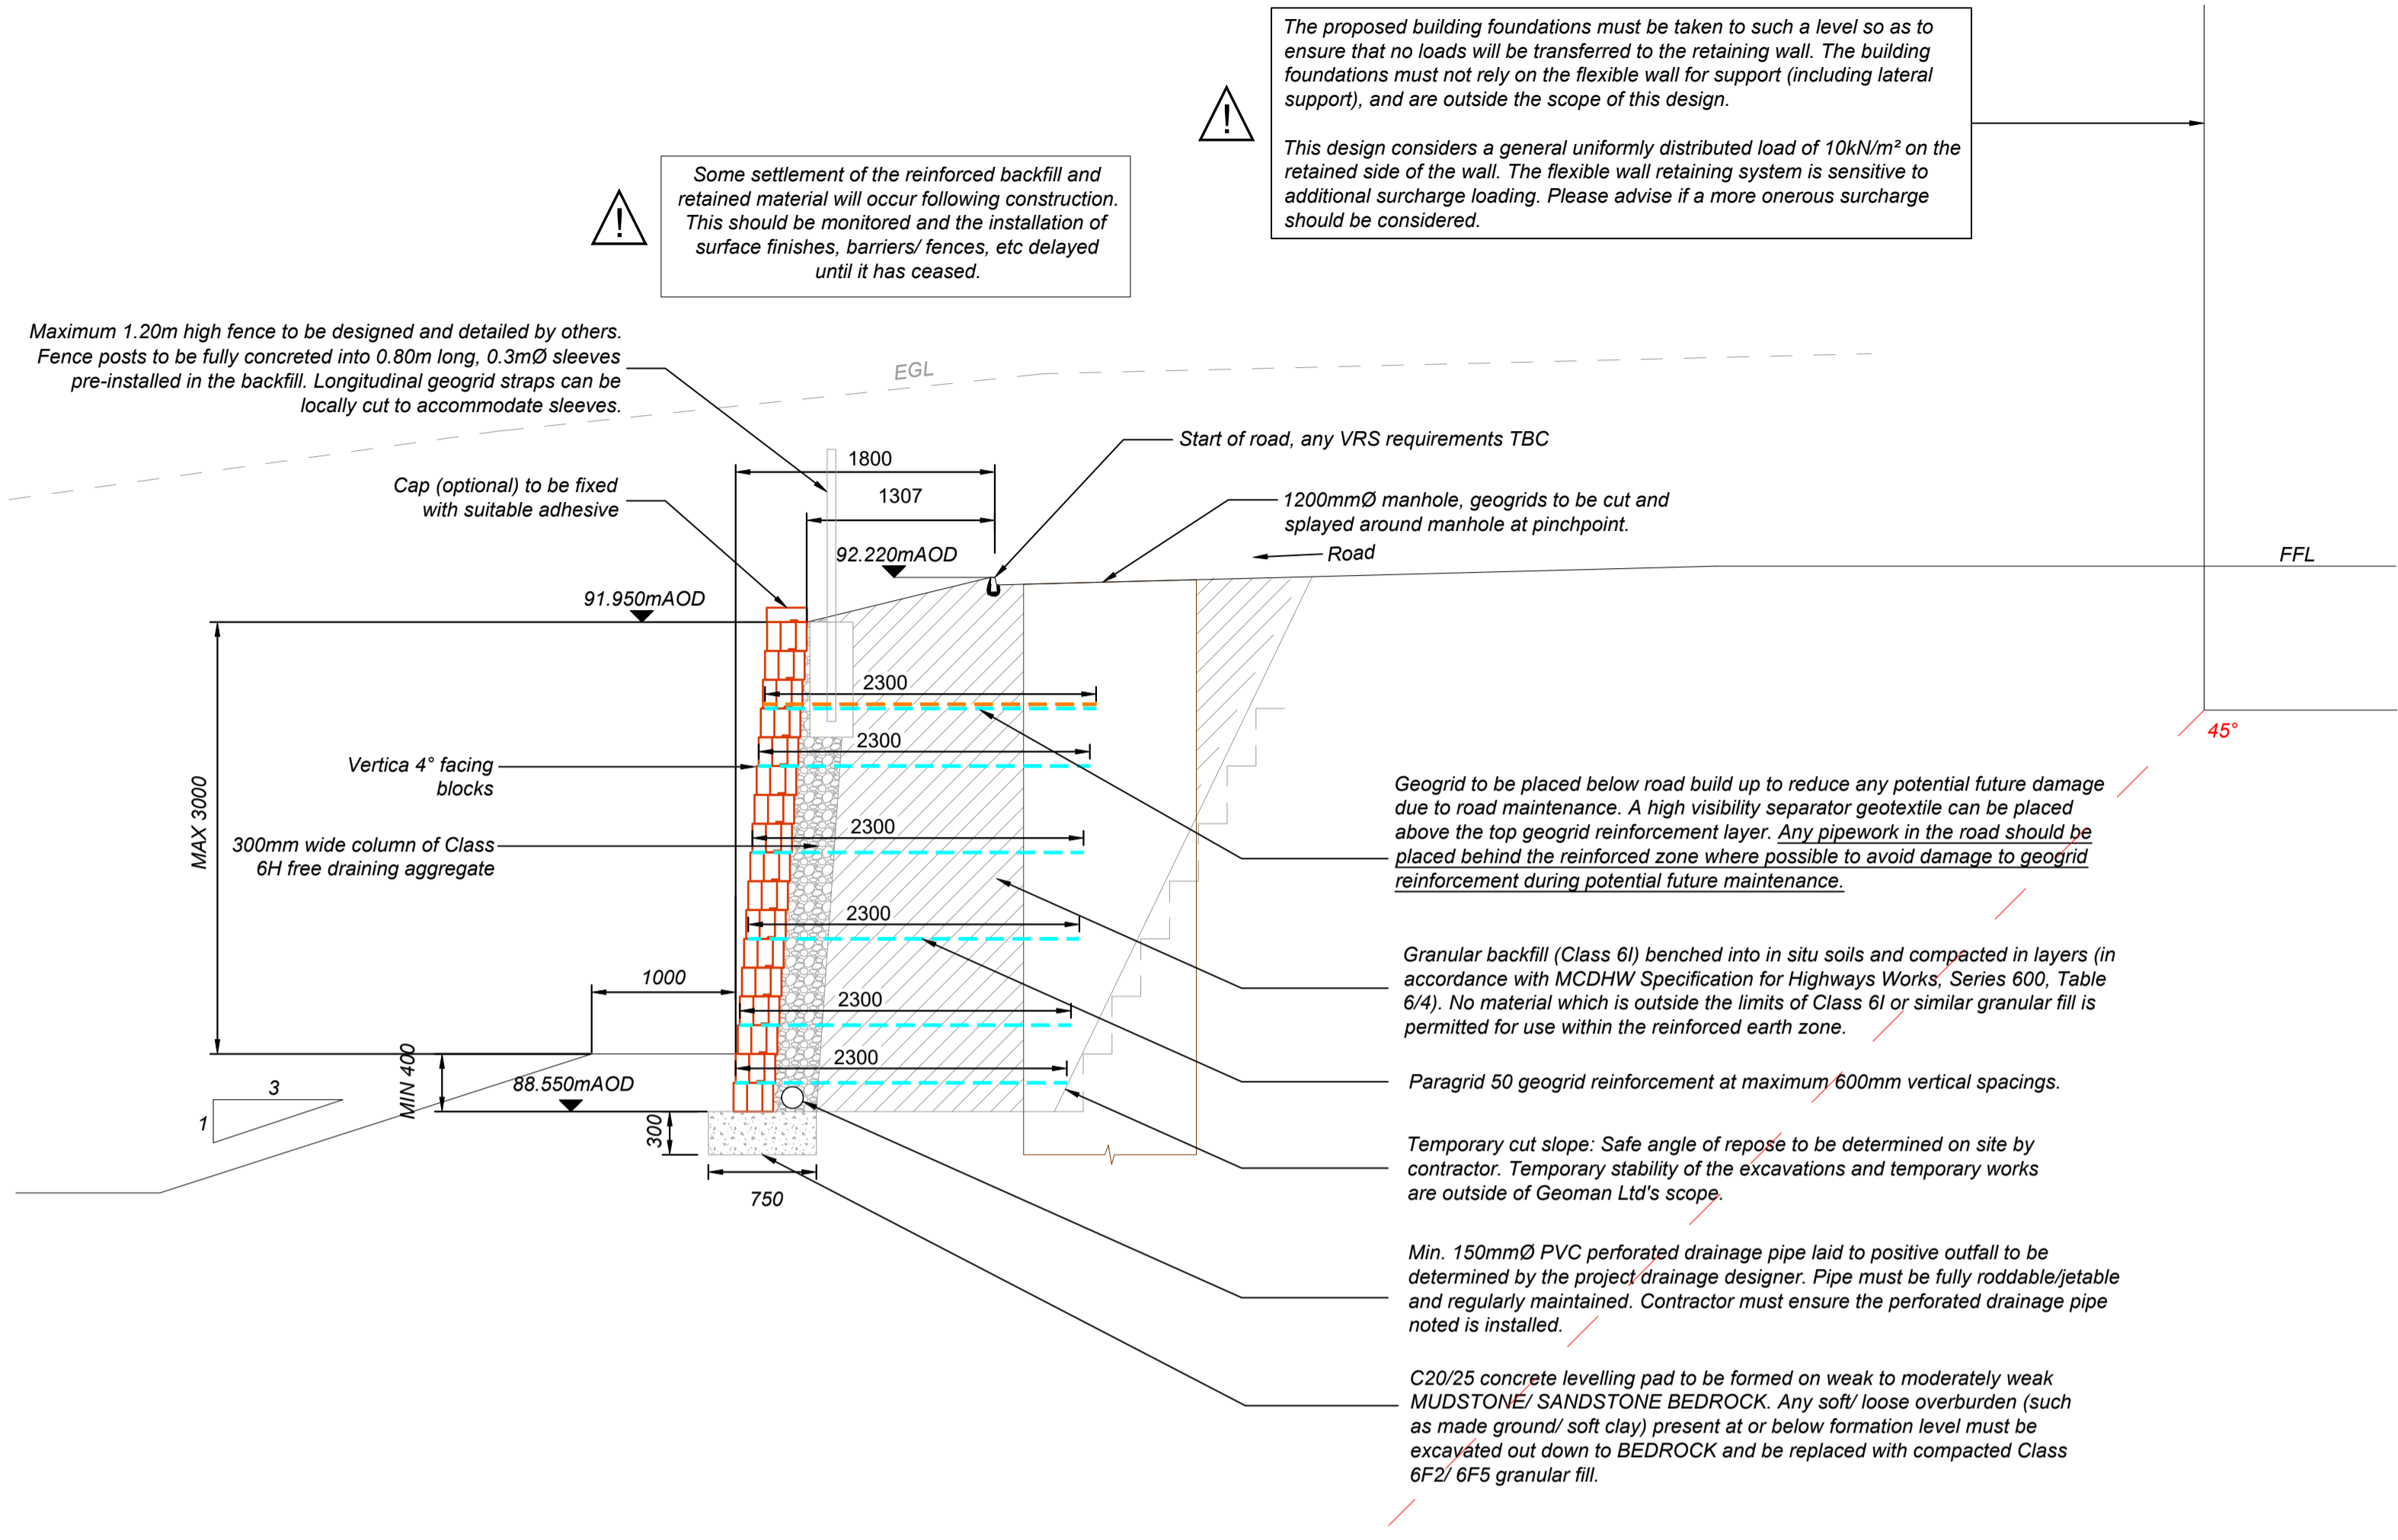 The proposed building foundations must be taken to such a level so as to
ensure that no loads will be transferred to the retaining wall. The building
foundations must not rely on the flexible wall for support (including lateral
support), and are outside the scope of this design.
This design considers a general uniformly distributed load of 10kN/m² on the
retained side of the wall. The flexible wall retaining system is sensitive to
additional surcharge loading. Please advise if a more onerous surcharge
should be considered.
!
Some settlement of the reinforced backfill and
retained material will occur following construction.
This should be monitored and the installation of
surface finishes, barriers/ fences, etc delayed
until it has ceased.
!
Maximum 1.20m high fence to be designed and detailed by others.
Fence posts to be fully concreted into 0.80m long, 0.3mØ sleeves
pre-installed in the backfill. Longitudinal geogrid straps can be
locally cut to accommodate sleeves.
EGL
Start of road, any VRS requirements TBC
1800
1307
Cap (optional) to be fixed
with suitable adhesive
1200mmØ manhole, geogrids to be cut and
splayed around manhole at pinchpoint.
92.220mAOD
Road
FFL
91.950mAOD
2300
45°
2300
Vertica 4° facing
blocks
MAX 3000
Geogrid to be placed below road build up to reduce any potential future damage
due to road maintenance. A high visibility separator geotextile can be placed
above the top geogrid reinforcement layer. Any pipework in the road should be
placed behind the reinforced zone where possible to avoid damage to geogrid
reinforcement during potential future maintenance.
2300
300mm wide column of Class
6H free draining aggregate
2300
Granular backfill (Class 6I) benched into in situ soils and compacted in layers (in
accordance with MCDHW Specification for Highways Works, Series 600, Table
6/4). No material which is outside the limits of Class 6I or similar granular fill is
permitted for use within the reinforced earth zone.
1000
2300
2300
MIN 400
88.550mAOD
3
1
Paragrid 50 geogrid reinforcement at maximum 600mm vertical spacings.
300
750
Temporary cut slope: Safe angle of repose to be determined on site by
contractor. Temporary stability of the excavations and temporary works
are outside of Geoman Ltd's scope.
Min. 150mmØ PVC perforated drainage pipe laid to positive outfall to be
determined by the project drainage designer. Pipe must be fully roddable/jetable
and regularly maintained. Contractor must ensure the perforated drainage pipe
noted is installed.
C20/25 concrete levelling pad to be formed on weak to moderately weak
MUDSTONE/ SANDSTONE BEDROCK. Any soft/ loose overburden (such
as made ground/ soft clay) present at or below formation level must be
excavated out down to BEDROCK and be replaced with compacted Class
6F2/ 6F5 granular fill.